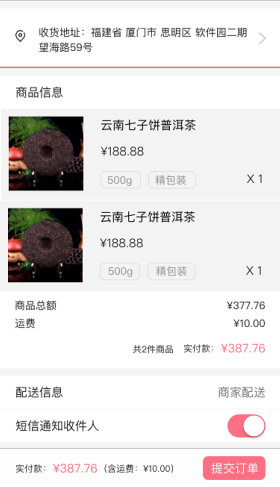 收货地址：福建省 厦门市 思明区 软件园二期
望海路59号
商品信息
云南七子饼普洱茶
¥188.88
500g 精包装 X 1
云南七子饼普洱茶
¥188.88
500g 精包装 X 1
商品总额 ¥377.76
运费 ¥10.00
共2件商品 实付款：¥387.76
配送信息 商家配送
短信通知收件人
实付款：¥387.76（含运费：¥10.00） 提交订单